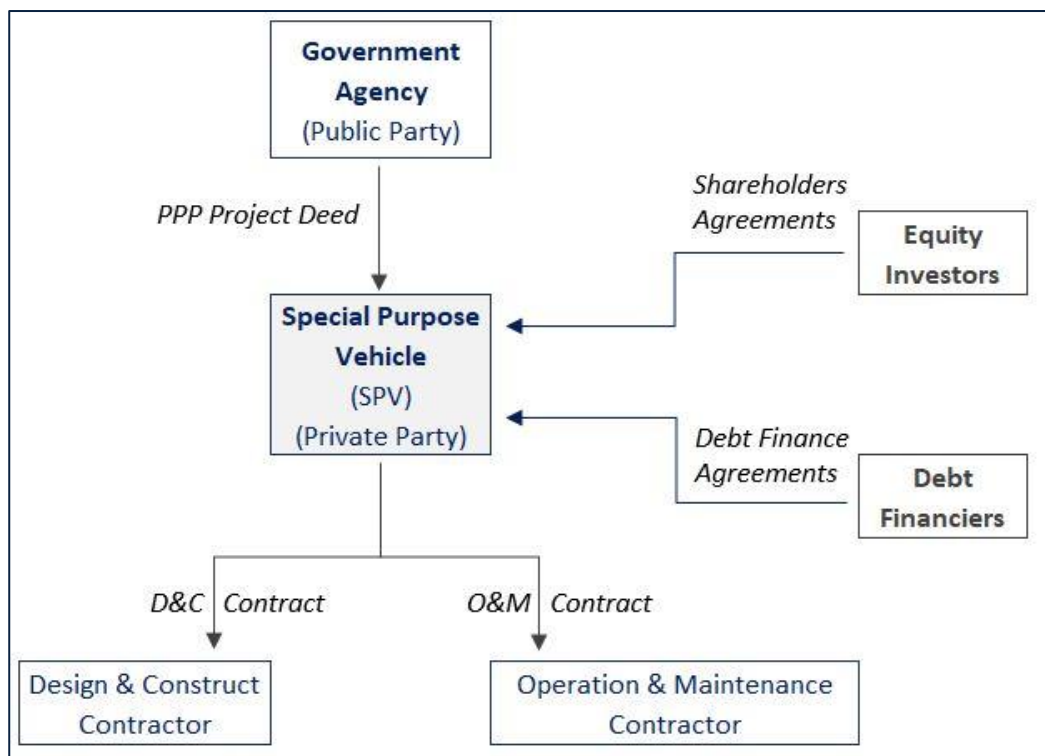 Government
Agency
(Public Party)
PPP Project Deed
Shareholders
Agreements
Equity
Investors
Special Purpose
Vehicle
(SPV)
(Private Party)
Debt Finance
Agreements
Debt
Financiers
D&C Contract
O&M Contract
Design & Construct
Contractor
Operation & Maintenance
Contractor